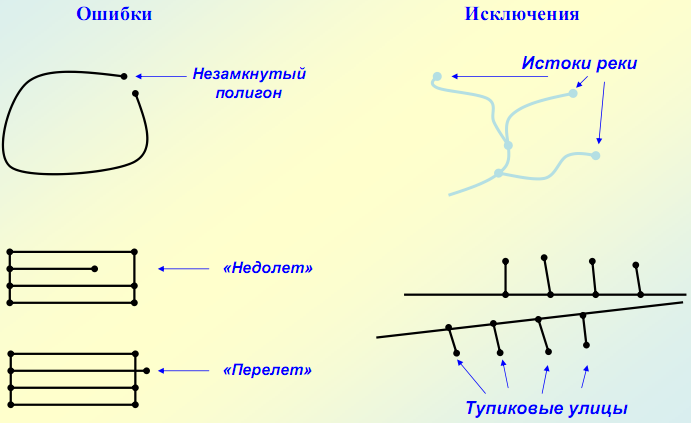 Ошибки
Исключения
Незамкнутый
полигон
Истоки реки
«Недолет»
«Перелет»
Тупиковые улицы